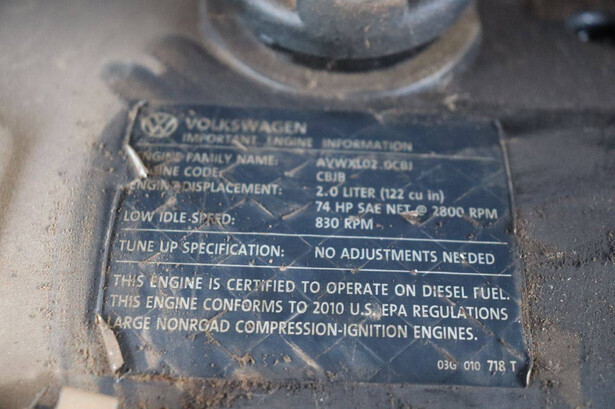 VOLKSWAGEN
IMPORTANT ENGINE INFORMATION
ENGINE FAMILY NAME: AVWXL02.0CBJ
ENGINE CODE: CBJB
ENGINE DISPLACEMENT: 2.0 LITER (122 cu in)
74 HP SAE NET @ 2800 RPM
LOW IDLE-SPEED: 830 RPM
TUNE UP SPECIFICATION: NO ADJUSTMENTS NEEDED
THIS ENGINE IS CERTIFIED TO OPERATE ON DIESEL FUEL.
THIS ENGINE CONFORMS TO 2010 U.S. EPA REGULATIONS
LARGE NONROAD COMPRESSION-IGNITION ENGINES.
03G 010 718 T